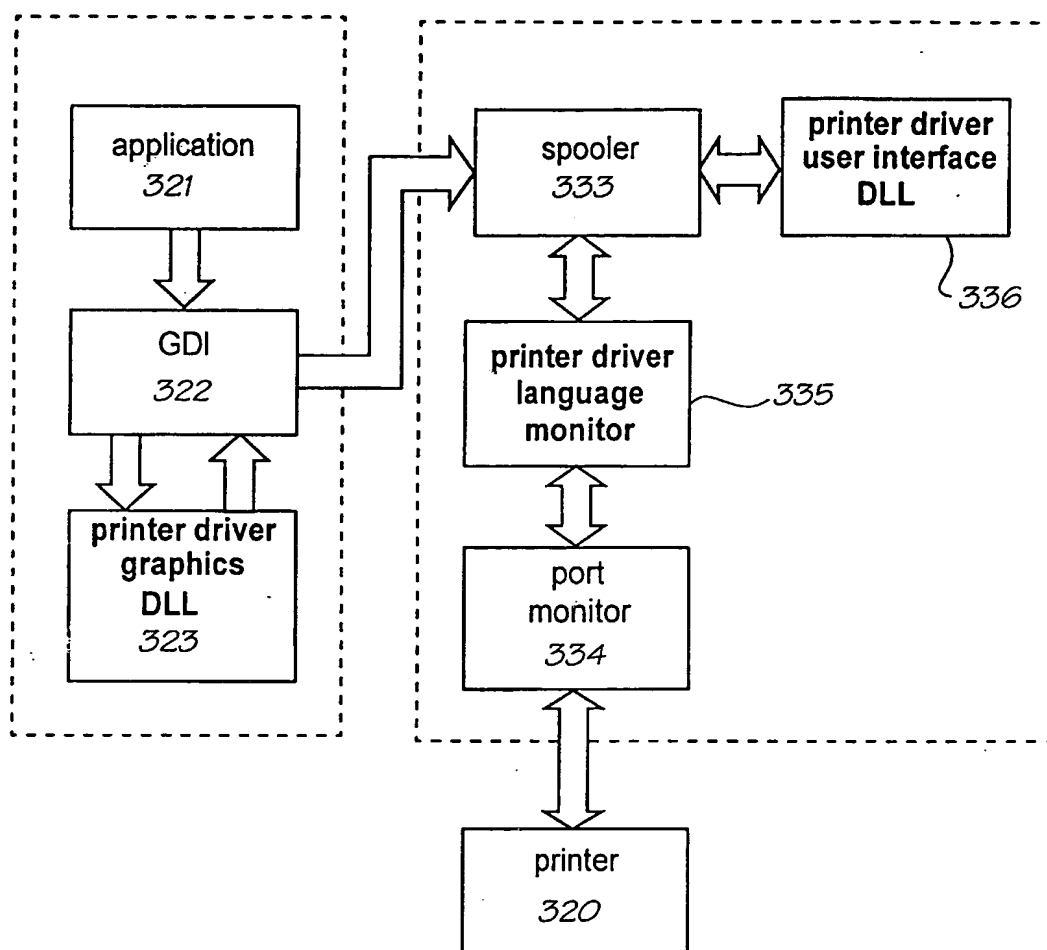 application
321
GDI
322
printer driver
graphics
DLL
323
spooler
333
printer driver
user interface
DLL
336
printer driver
language
monitor
335
port
monitor
334
printer
320